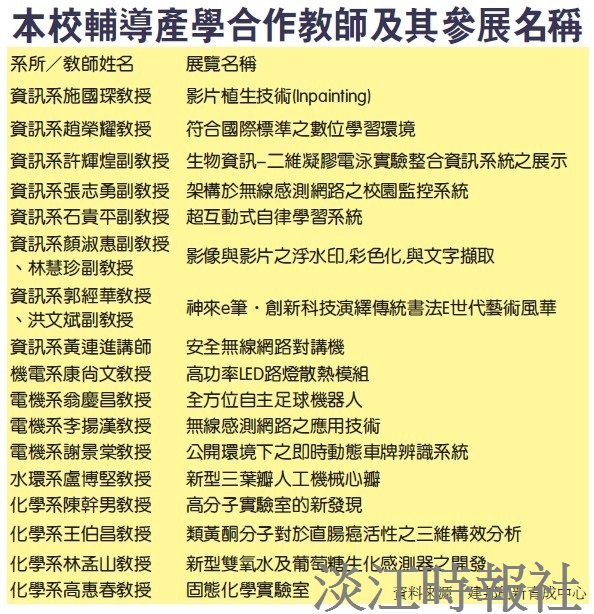 本校輔導產學合作教師及其參展名稱
系所／教師姓名　展覽名稱
資訊系施國琛教授　影片植生技術(Inpainting)
資訊系趙榮耀教授　符合國際標準之數位學習環境
資訊系許輝煌副教授　生物資訊-二維凝膠電泳實驗整合資訊系統之展示
資訊系張志勇副教授　架構於無線感測網路之校園監控系統
資訊系石貴平副教授　超互動式自律學習系統
資訊系顏淑惠副教授
、林慧珍副教授　影像與影片之浮水印,彩色化,與文字擷取
資訊系郭經華教授
、洪文斌副教授　神來e筆・創新科技演繹傳統書法E世代藝術風華
資訊系黃連進講師　安全無線網路對講機
機電系康尚文教授　高功率LED路燈散熱模組
電機系翁慶昌教授　全方位自主足球機器人
電機系李揚漢教授　無線感測網路之應用技術
電機系謝景棠教授　公開環境下之即時動態車牌辨識系統
水環系盧博堅教授　新型三葉瓣人工機械心瓣
化學系陳幹男教授　高分子實驗室的新發現
化學系王伯昌教授　類黃酮分子對於直腸癌活性之三維構效分析
化學系林孟山教授　新型雙氧水及葡萄糖生化感測器之開發
化學系高惠春教授　固態化學實驗室
淡江時報社